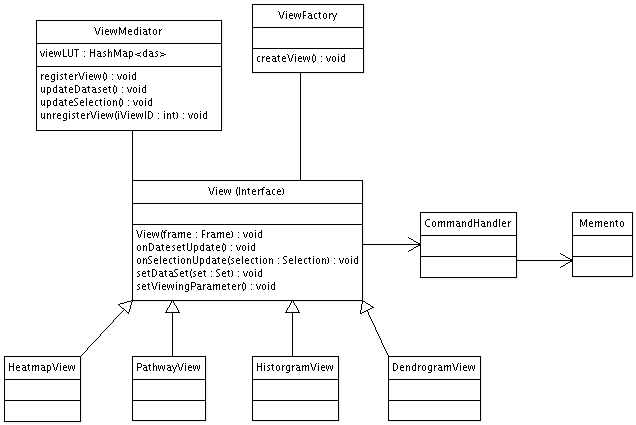 ViewMediator
viewLUT : HashMap<das>
registerView() : void
updateDataset() : void
updateSelection() : void
unregisterView(iViewID : int) : void
ViewFactory
createView() : void
View (Interface)
View(frame : Frame) : void
onDatesetUpdate() : void
onSelectionUpdate(selection : Selection) : void
setDataSet(set : Set) : void
setViewingParameter() : void
CommandHandler
Memento
HeatmapView
PathwayView
HistorgramView
DendrogramView